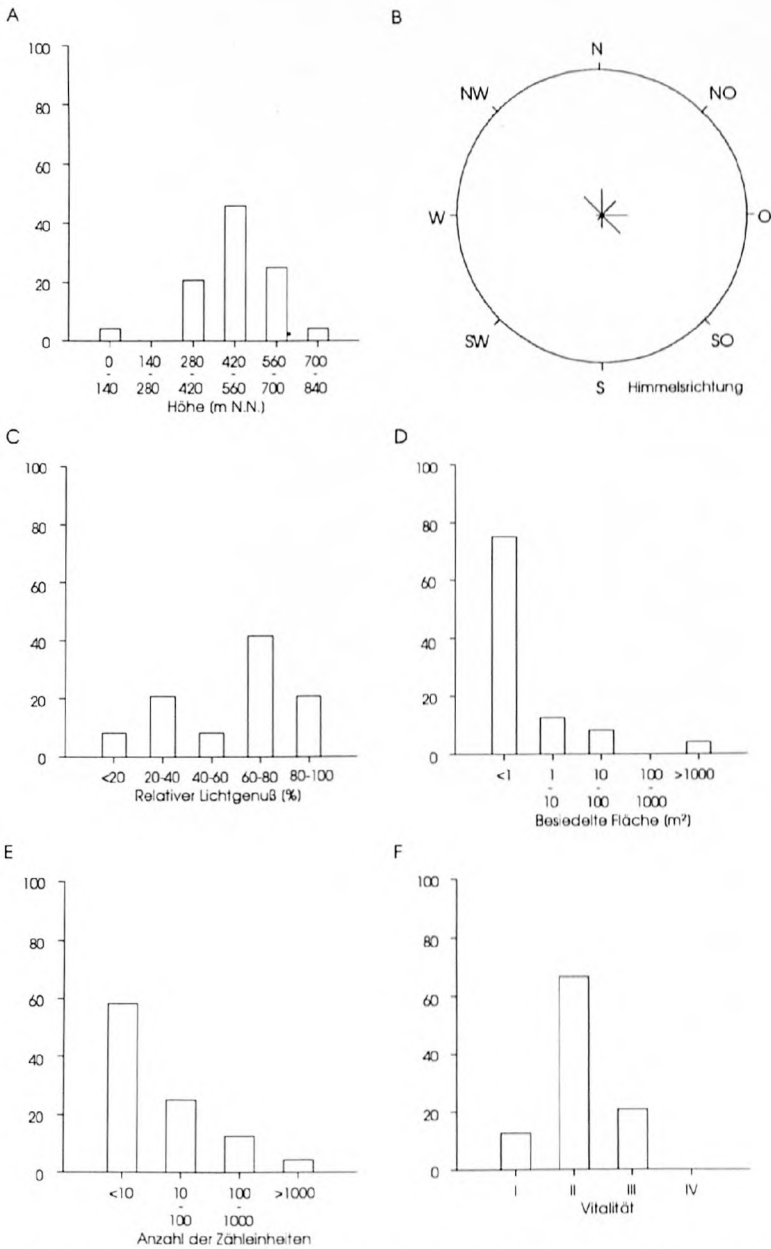 A
100
80
60
40
20
0
0 140 280 420 560 700
- - - - - -
140 280 420 560 700 840
Höhe (m N.N.)
B
N
NW NO
W O
SW SO
S Himmelsrichtung
C
100
80
60
40
20
0
<20 20-40 40-60 60-80 80-100
Relativer Lichtgenuß (%)
D
100
80
60
40
20
0
<1 1 10 100 >1000
- - -
10 100 1000
Besiedelte Fläche (m²)
E
100
80
60
40
20
0
<10 10 100 >1000
- -
100 1000
Anzahl der Zähleinheiten
F
100
80
60
40
20
0
I II III IV
Vitalität